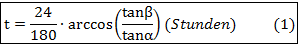 t = 24/180 · arccos(tanβ/tanα) (Stunden) (1)